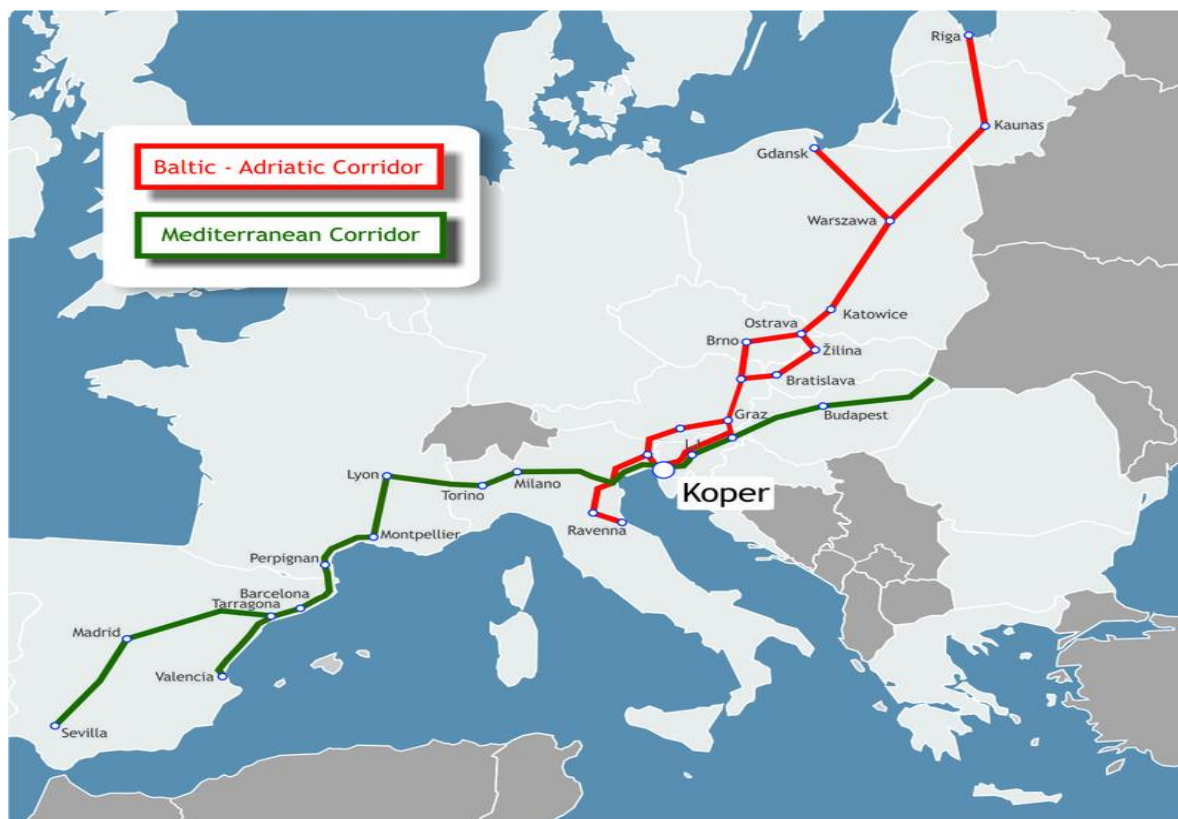 Riga
Kaunas
Gdansk
Baltic - Adriatic Corridor
Warszawa
Mediterranean Corridor
Katowice
Ostrava
Brno
Žilina
Bratislava
Graz
Budapest
Lyon
Milano
Torino
Koper
Ravenna
Montpellier
Perpignan
Barcelona
Tarragona
Madrid
Valencia
Sevilla